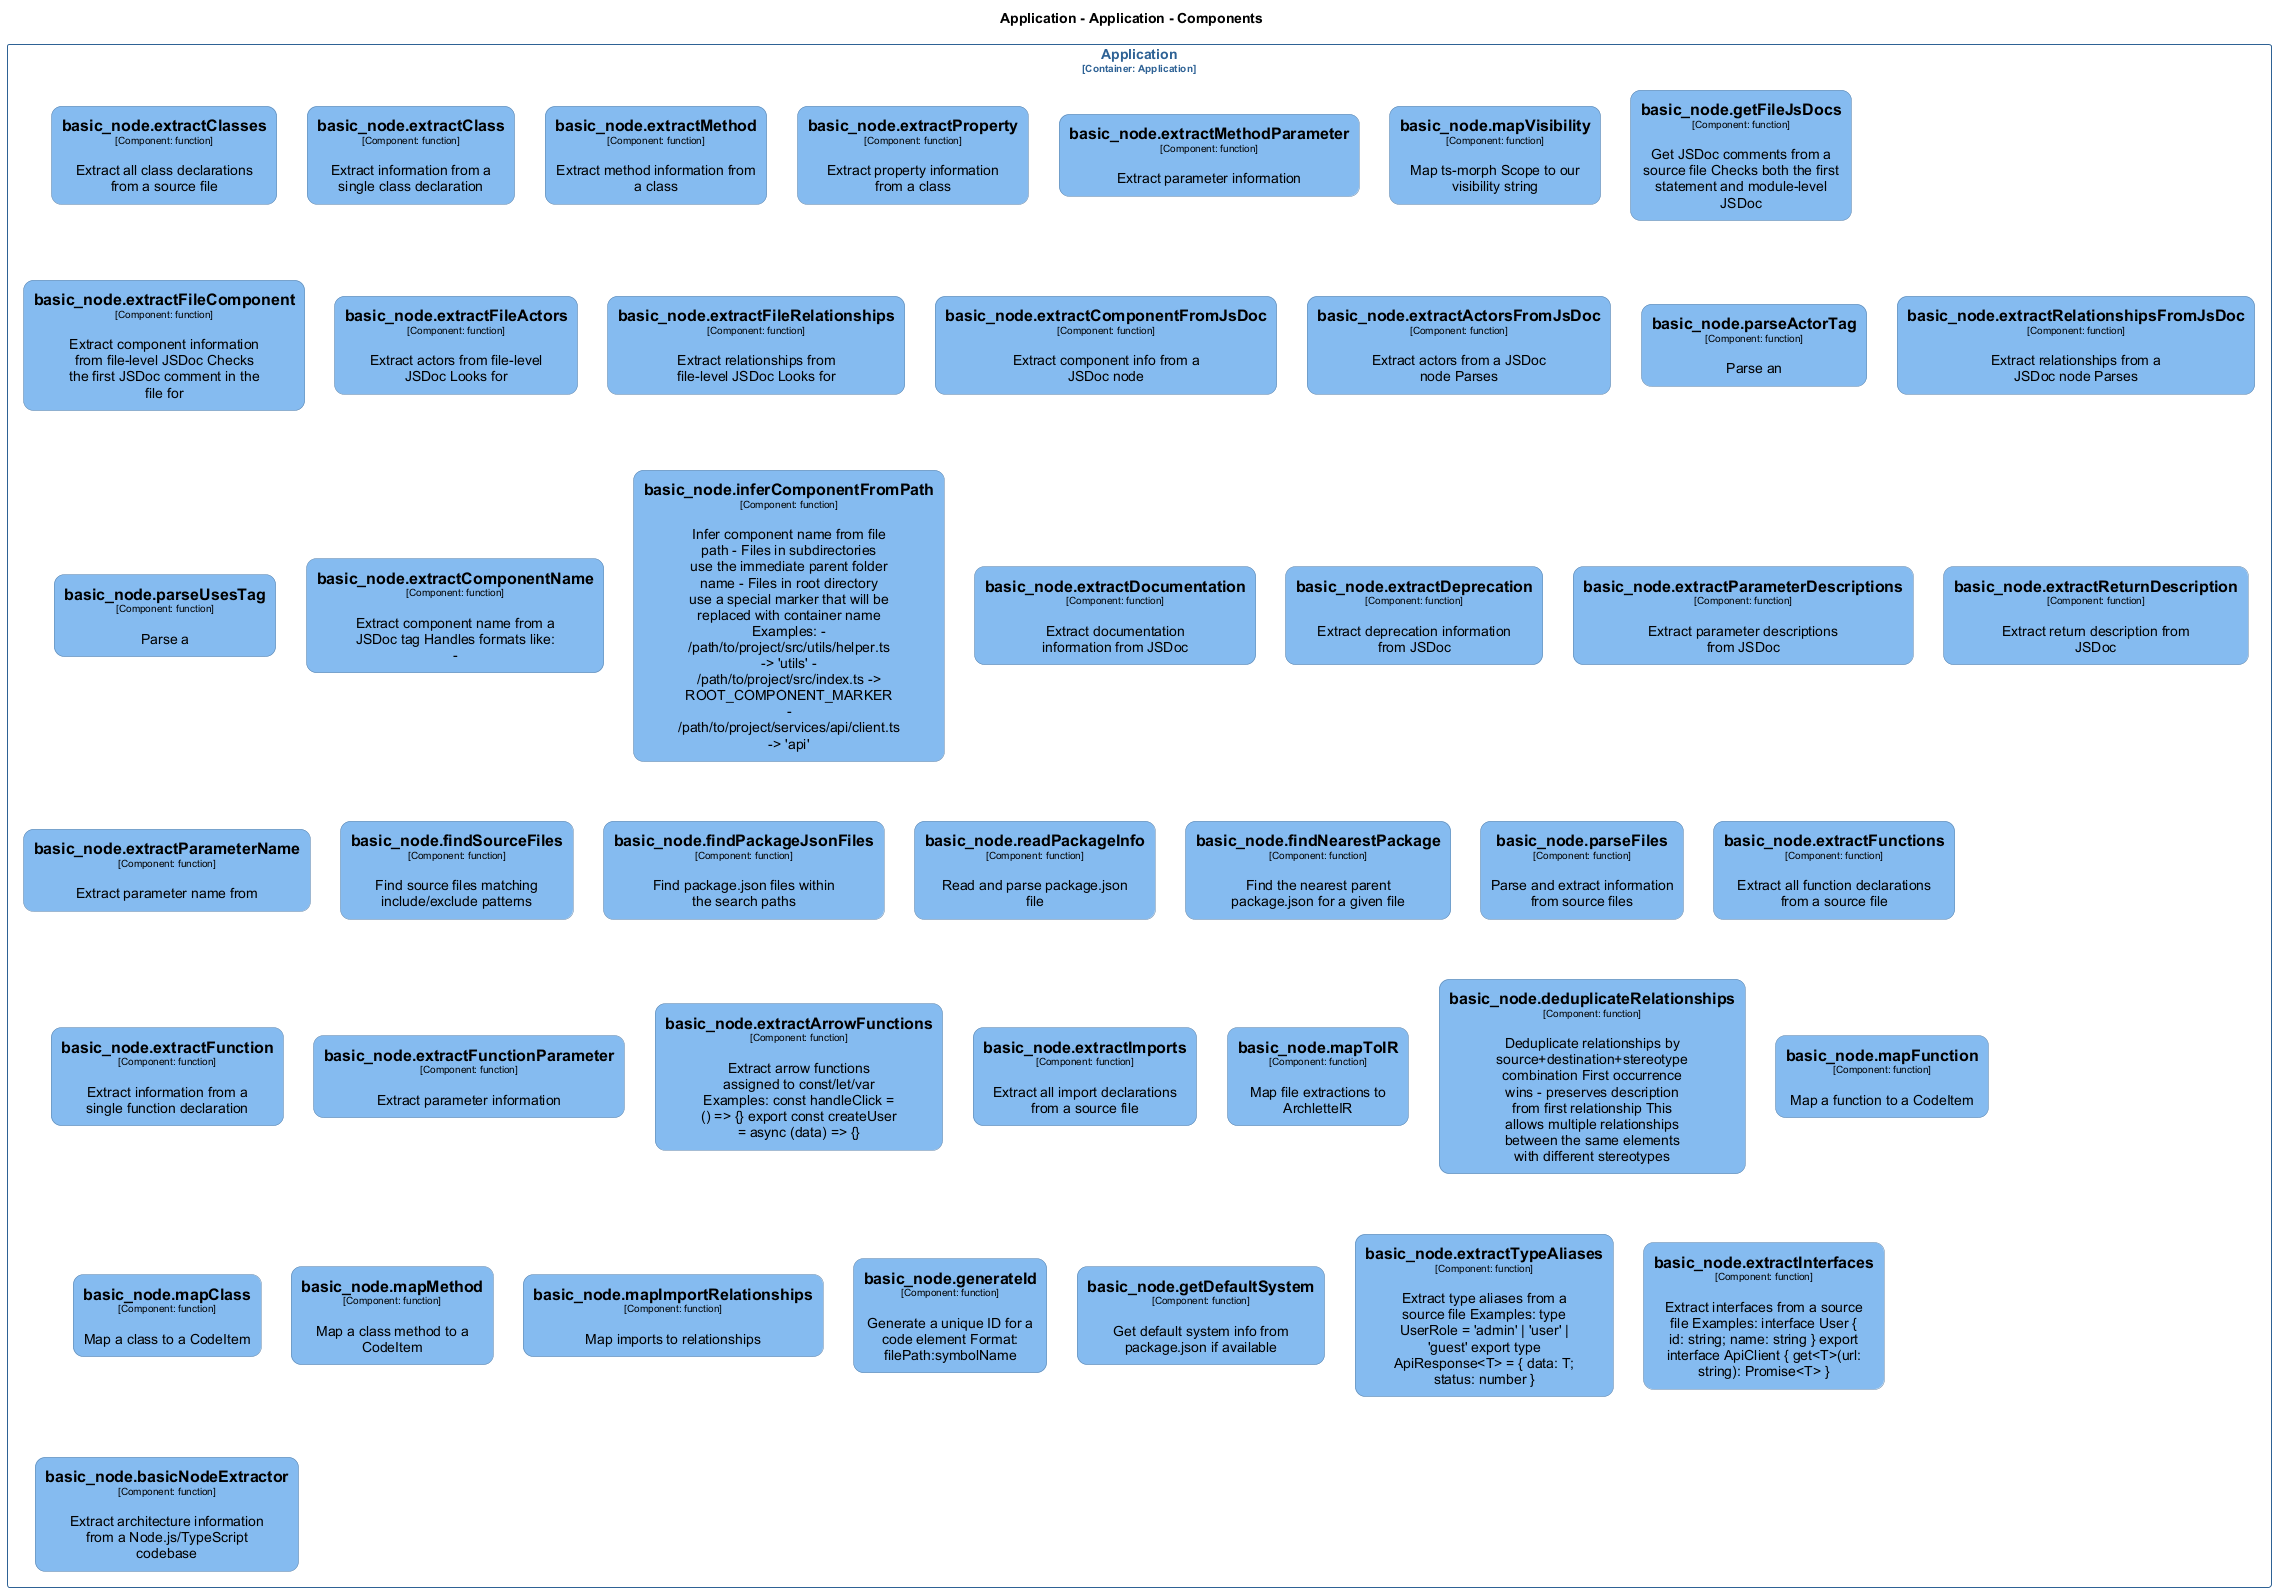 Application - Application - Components
Application
[Container: Application]
basic_node.extractClasses
[Component: function]
Extract all class declarations
from a source file
basic_node.extractClass
[Component: function]
Extract information from a
single class declaration
basic_node.extractMethod
[Component: function]
Extract method information from
a class
basic_node.extractProperty
[Component: function]
Extract property information
from a class
basic_node.extractMethodParameter
[Component: function]
Extract parameter information
basic_node.mapVisibility
[Component: function]
Map ts-morph Scope to our
visibility string
basic_node.getFileJsDocs
[Component: function]
Get JSDoc comments from a
source file Checks both the first
statement and module-level
JSDoc
basic_node.extractFileComponent
[Component: function]
Extract component information
from file-level JSDoc Checks
the first JSDoc comment in the
file for
basic_node.extractFileActors
[Component: function]
Extract actors from file-level
JSDoc Looks for
basic_node.extractFileRelationships
[Component: function]
Extract relationships from
file-level JSDoc Looks for
basic_node.extractComponentFromJsDoc
[Component: function]
Extract component info from a
JSDoc node
basic_node.extractActorsFromJsDoc
[Component: function]
Extract actors from a JSDoc
node Parses
basic_node.parseActorTag
[Component: function]
Parse an
basic_node.extractRelationshipsFromJsDoc
[Component: function]
Extract relationships from a
JSDoc node Parses
basic_node.parseUsesTag
[Component: function]
Parse a
basic_node.extractComponentName
[Component: function]
Extract component name from a
JSDoc tag Handles formats like:
-
basic_node.inferComponentFromPath
[Component: function]
Infer component name from file
path - Files in subdirectories
use the immediate parent folder
name - Files in root directory
use a special marker that will be
replaced with container name
Examples: -
/path/to/project/src/utils/helper.ts
-> 'utils' -
/path/to/project/src/index.ts ->
ROOT_COMPONENT_MARKER
-
/path/to/project/services/api/client.ts
-> 'api'
basic_node.extractDocumentation
[Component: function]
Extract documentation
information from JSDoc
basic_node.extractDeprecation
[Component: function]
Extract deprecation information
from JSDoc
basic_node.extractParameterDescriptions
[Component: function]
Extract parameter descriptions
from JSDoc
basic_node.extractReturnDescription
[Component: function]
Extract return description from
JSDoc
basic_node.extractParameterName
[Component: function]
Extract parameter name from
basic_node.findSourceFiles
[Component: function]
Find source files matching
include/exclude patterns
basic_node.findPackageJsonFiles
[Component: function]
Find package.json files within
the search paths
basic_node.readPackageInfo
[Component: function]
Read and parse package.json
file
basic_node.findNearestPackage
[Component: function]
Find the nearest parent
package.json for a given file
basic_node.parseFiles
[Component: function]
Parse and extract information
from source files
basic_node.extractFunctions
[Component: function]
Extract all function declarations
from a source file
basic_node.extractFunction
[Component: function]
Extract information from a
single function declaration
basic_node.extractFunctionParameter
[Component: function]
Extract parameter information
basic_node.extractArrowFunctions
[Component: function]
Extract arrow functions
assigned to const/let/var
Examples: const handleClick =
() => {} export const createUser
= async (data) => {}
basic_node.extractImports
[Component: function]
Extract all import declarations
from a source file
basic_node.mapToIR
[Component: function]
Map file extractions to
ArchletteIR
basic_node.deduplicateRelationships
[Component: function]
Deduplicate relationships by
source+destination+stereotype
combination First occurrence
wins - preserves description
from first relationship This
allows multiple relationships
between the same elements
with different stereotypes
basic_node.mapFunction
[Component: function]
Map a function to a CodeItem
basic_node.mapClass
[Component: function]
Map a class to a CodeItem
basic_node.mapMethod
[Component: function]
Map a class method to a
CodeItem
basic_node.mapImportRelationships
[Component: function]
Map imports to relationships
basic_node.generateId
[Component: function]
Generate a unique ID for a
code element Format:
filePath:symbolName
basic_node.getDefaultSystem
[Component: function]
Get default system info from
package.json if available
basic_node.extractTypeAliases
[Component: function]
Extract type aliases from a
source file Examples: type
UserRole = 'admin' | 'user' |
'guest' export type
ApiResponse<T> = { data: T;
status: number }
basic_node.extractInterfaces
[Component: function]
Extract interfaces from a source
file Examples: interface User {
id: string; name: string } export
interface ApiClient { get<T>(url:
string): Promise<T> }
basic_node.basicNodeExtractor
[Component: function]
Extract architecture information
from a Node.js/TypeScript
codebase